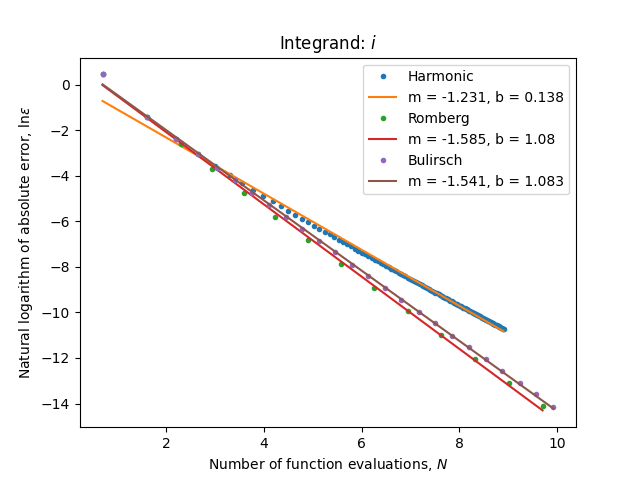 Integrand: i
Natural logarithm of absolute error, lnε
0
−2
−4
−6
−8
−10
−12
−14
Harmonic
m = -1.231, b = 0.138
Romberg
m = -1.585, b = 1.08
Bulirsch
m = -1.541, b = 1.083
2 4 6 8 10
Number of function evaluations, N